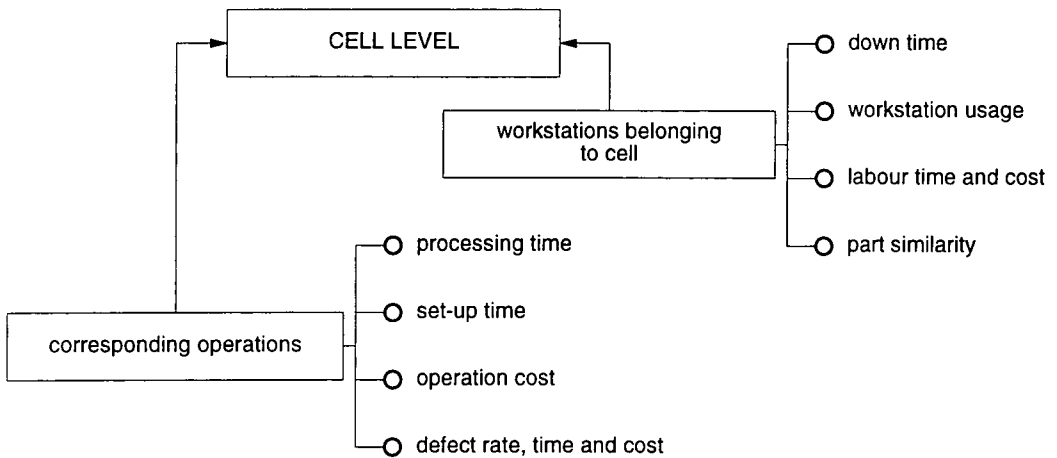 CELL LEVEL
down time
workstation usage
workstations belonging
to cell
labour time and cost
part similarity
processing time
set-up time
corresponding operations
operation cost
defect rate, time and cost